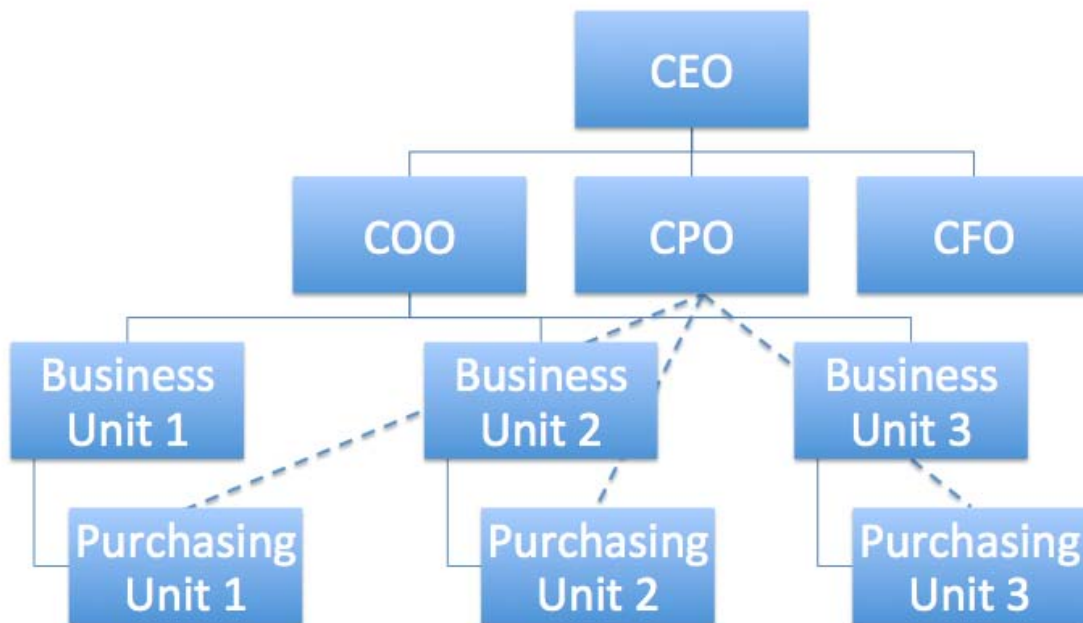 CEO
COO
CPO
CFO
Business
Unit 1
Business
Unit 2
Business
Unit 3
Purchasing
Unit 1
Purchasing
Unit 2
Purchasing
Unit 3